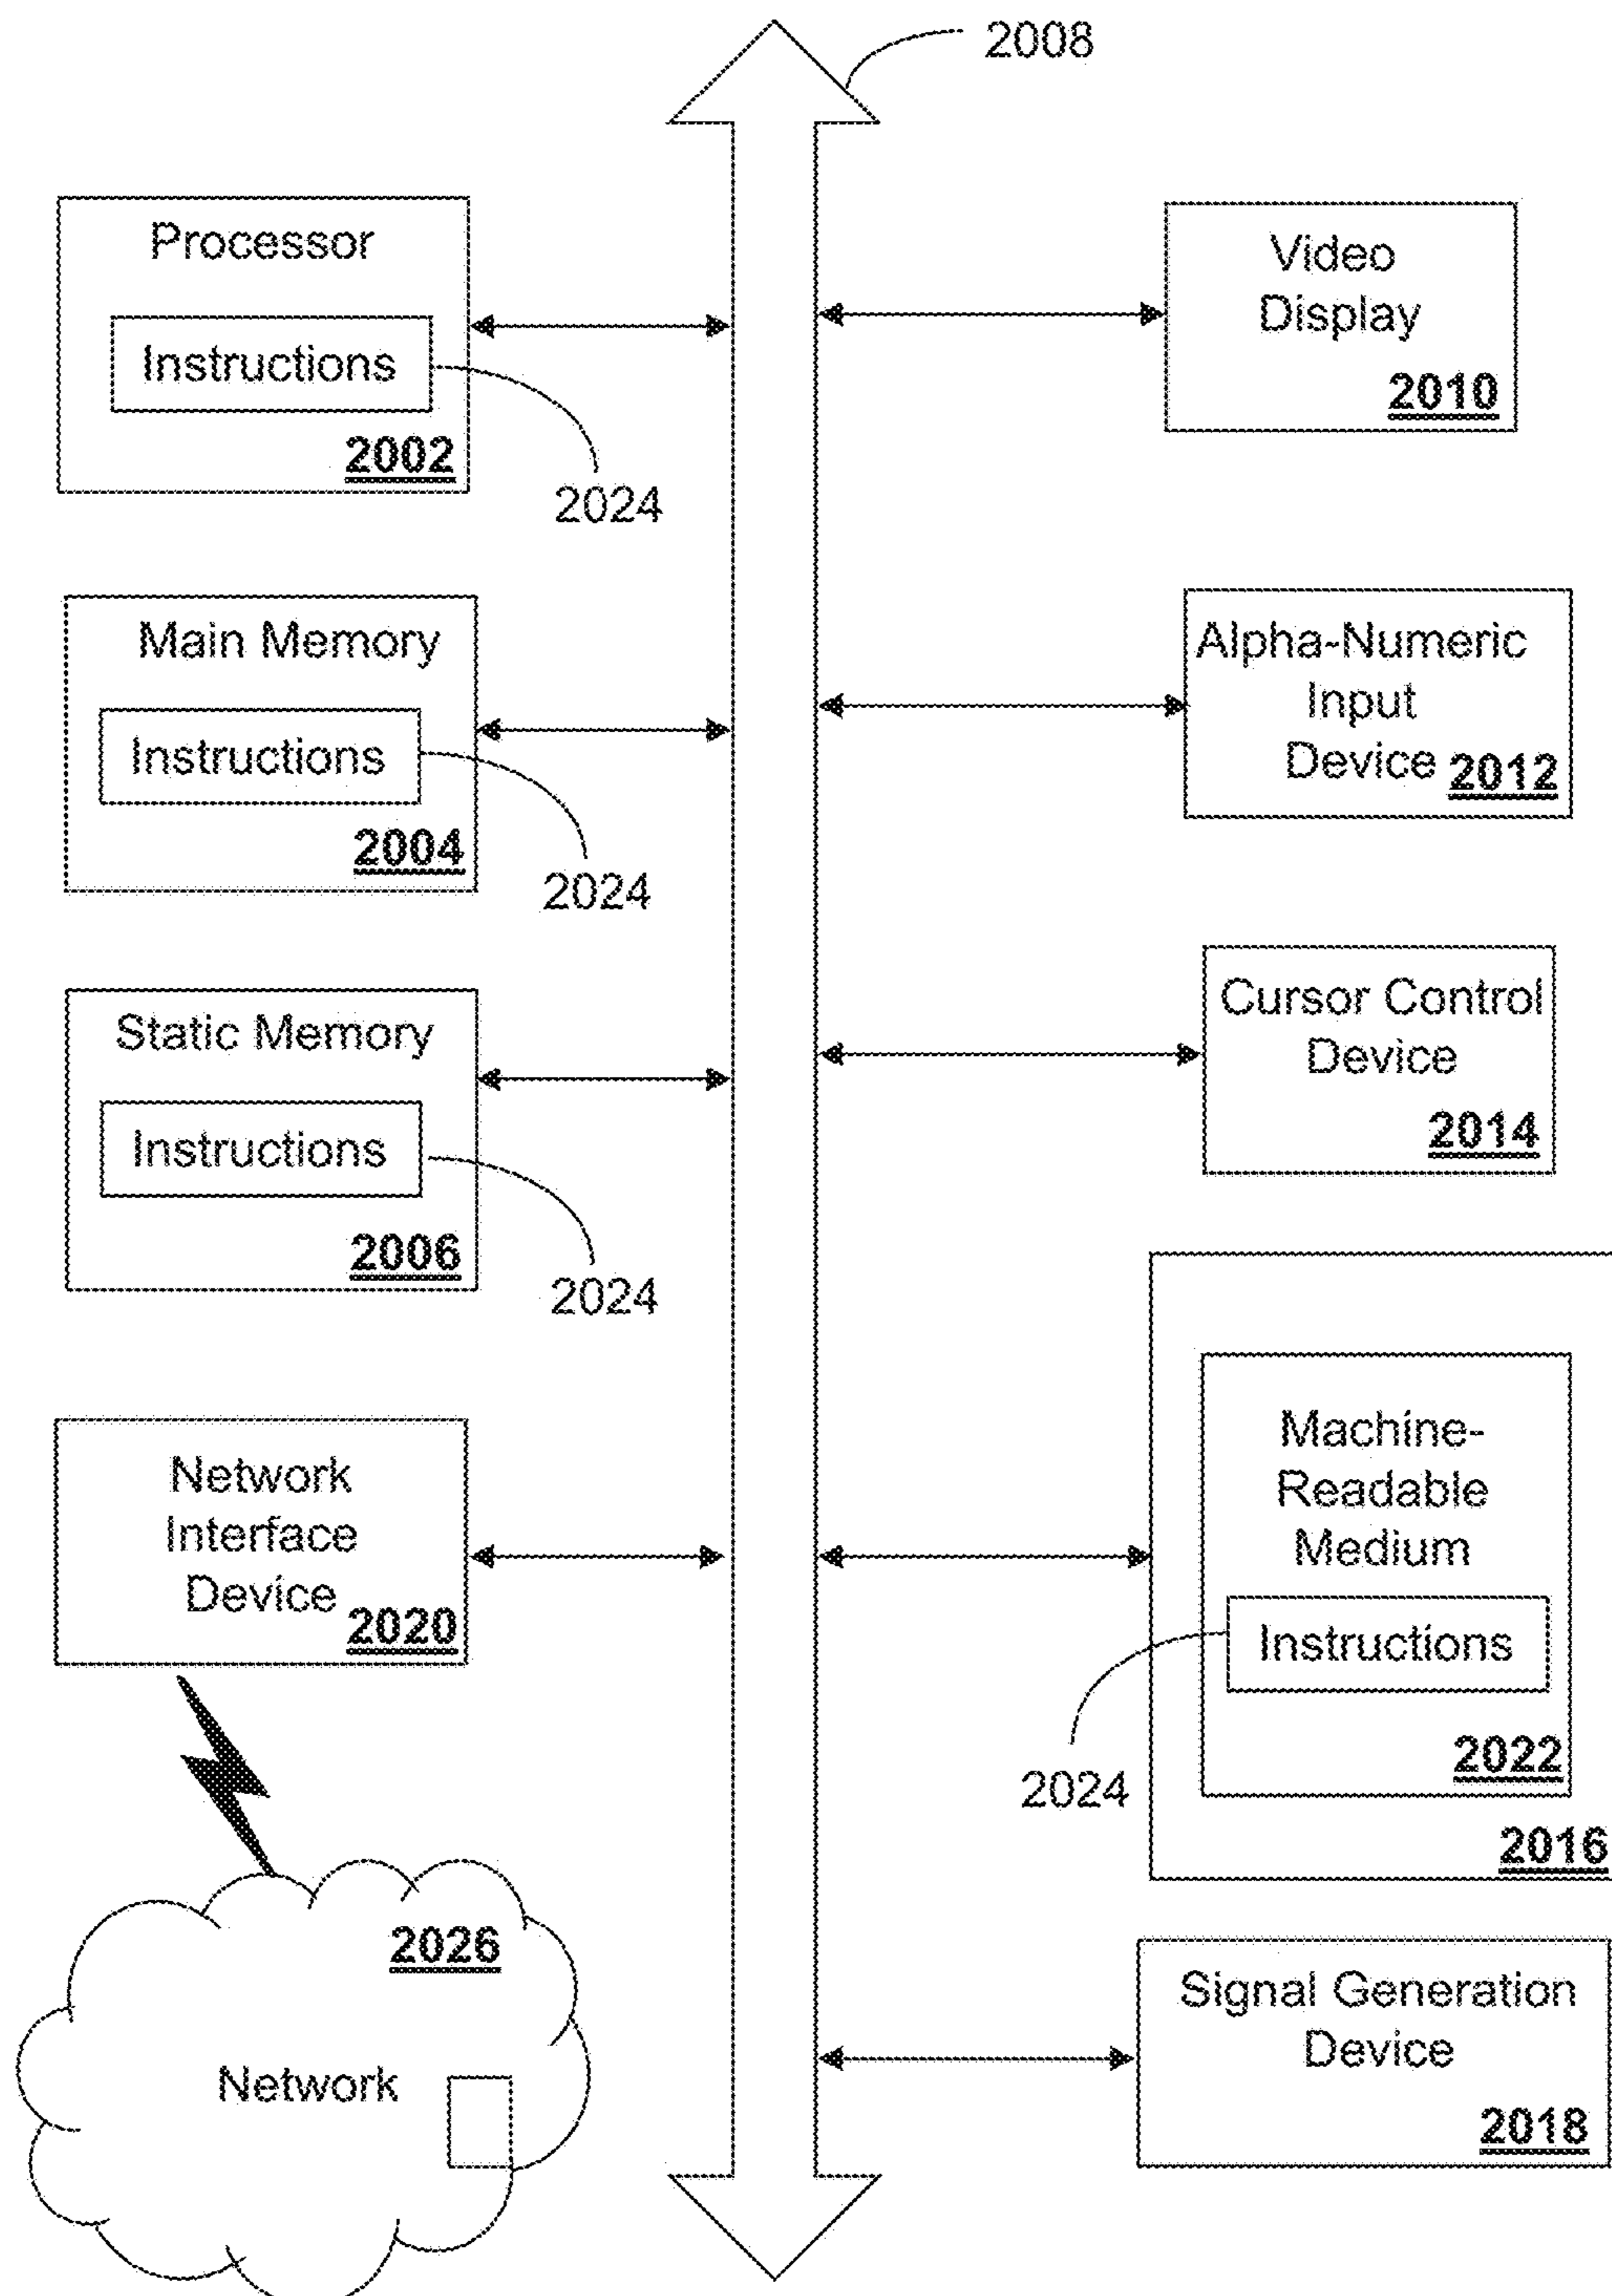 2008
Processor
Instructions
2002
2024
Main Memory
Instructions
2004
2024
Static Memory
Instructions
2006
2024
Network
Interface
Device
2020
2026
Network
Video
Display
2010
Alpha-Numeric
Input
Device 2012
Cursor Control
Device
2014
Machine-
Readable
Medium
Instructions
2022
2024
2016
Signal Generation
Device
2018